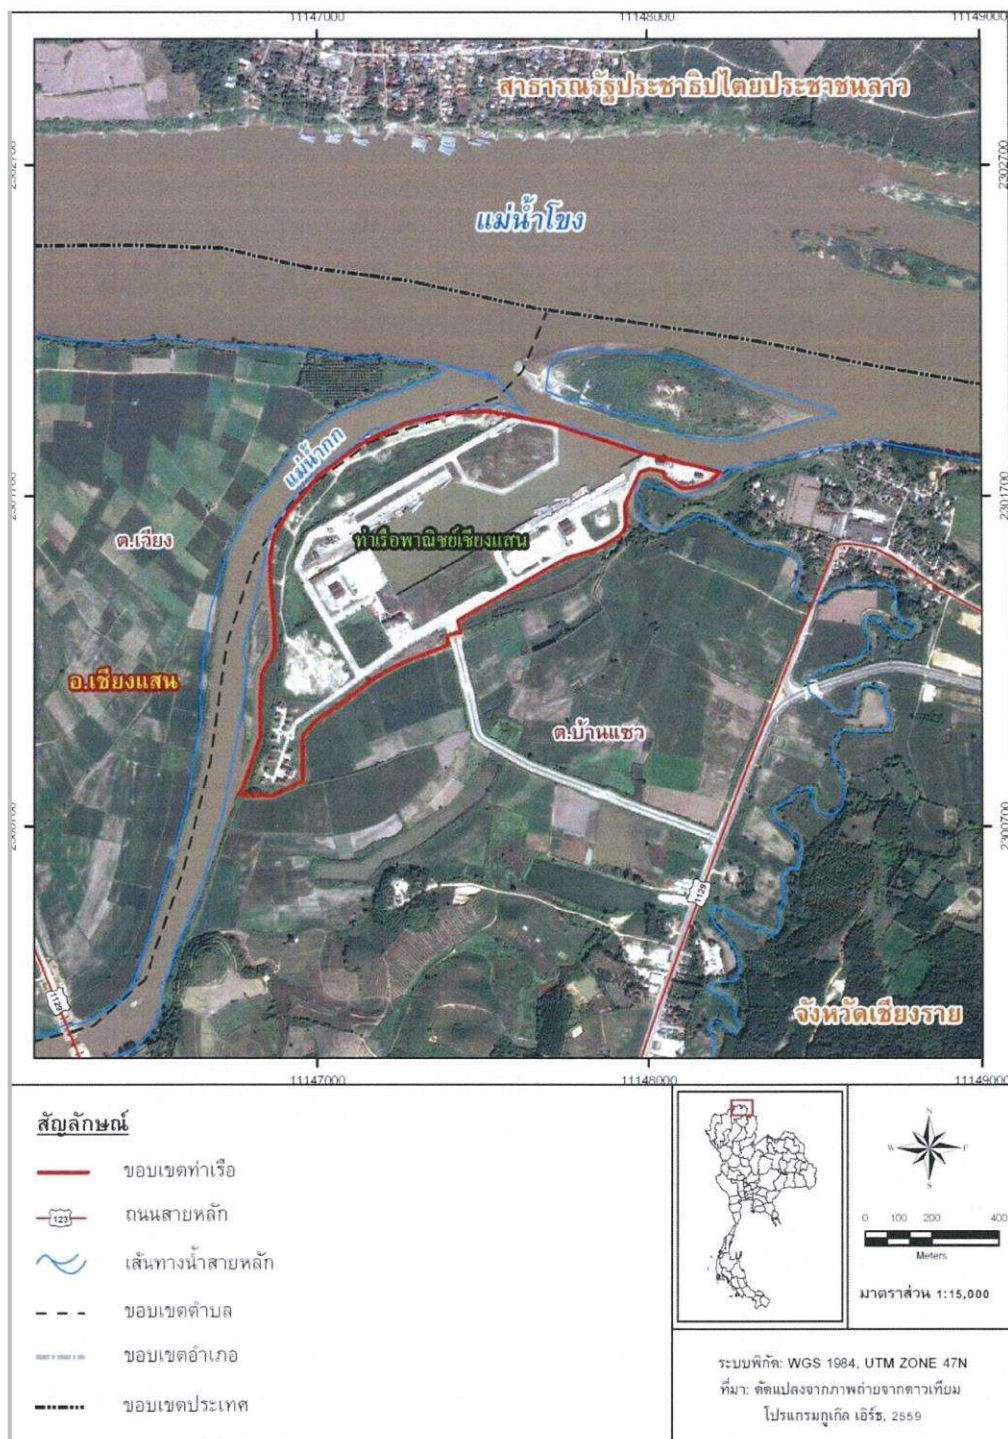 11147000 11148000 11149000
สาธารณรัฐประชาธิปไตยประชาชนลาว
2302700 2302700
แม่น้ำโขง
แม่น้ำกก
2301700 2301700
ต.เวียง
ท่าเรือพาณิชย์เชียงแสน
อ.เชียงแสน
ต.บ้านแซว
2300700 2300700
1129
1129
จังหวัดเชียงราย
11147000 11148000 11149000
สัญลักษณ์
ขอบเขตท่าเรือ
123 ถนนสายหลัก
เส้นทางน้ำสายหลัก
ขอบเขตตำบล
ขอบเขตอำเภอ
ขอบเขตประเทศ
N
W E
S
0 100 200 400
Meters
มาตราส่วน 1:15,000
ระบบพิกัด: WGS 1984, UTM ZONE 47N
ที่มา: ดัดแปลงจากภาพถ่ายจากดาวเทียม
โปรแกรมกูเกิล เอิร์ธ, 2559